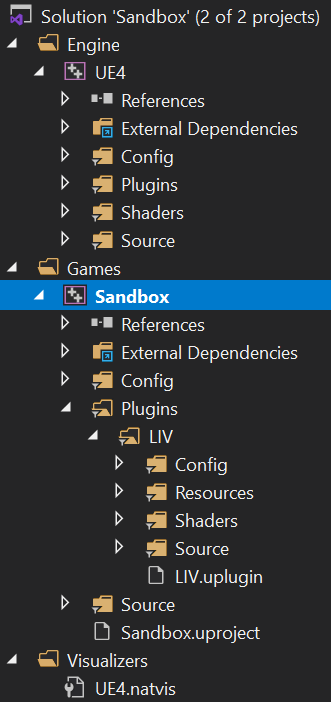 Solution 'Sandbox' (2 of 2 projects)
Engine
UE4
References
External Dependencies
Config
Plugins
Shaders
Source
Games
Sandbox
References
External Dependencies
Config
Plugins
LIV
Config
Resources
Shaders
Source
LIV.uplugin
Source
Sandbox.uproject
Visualizers
UE4.natvis